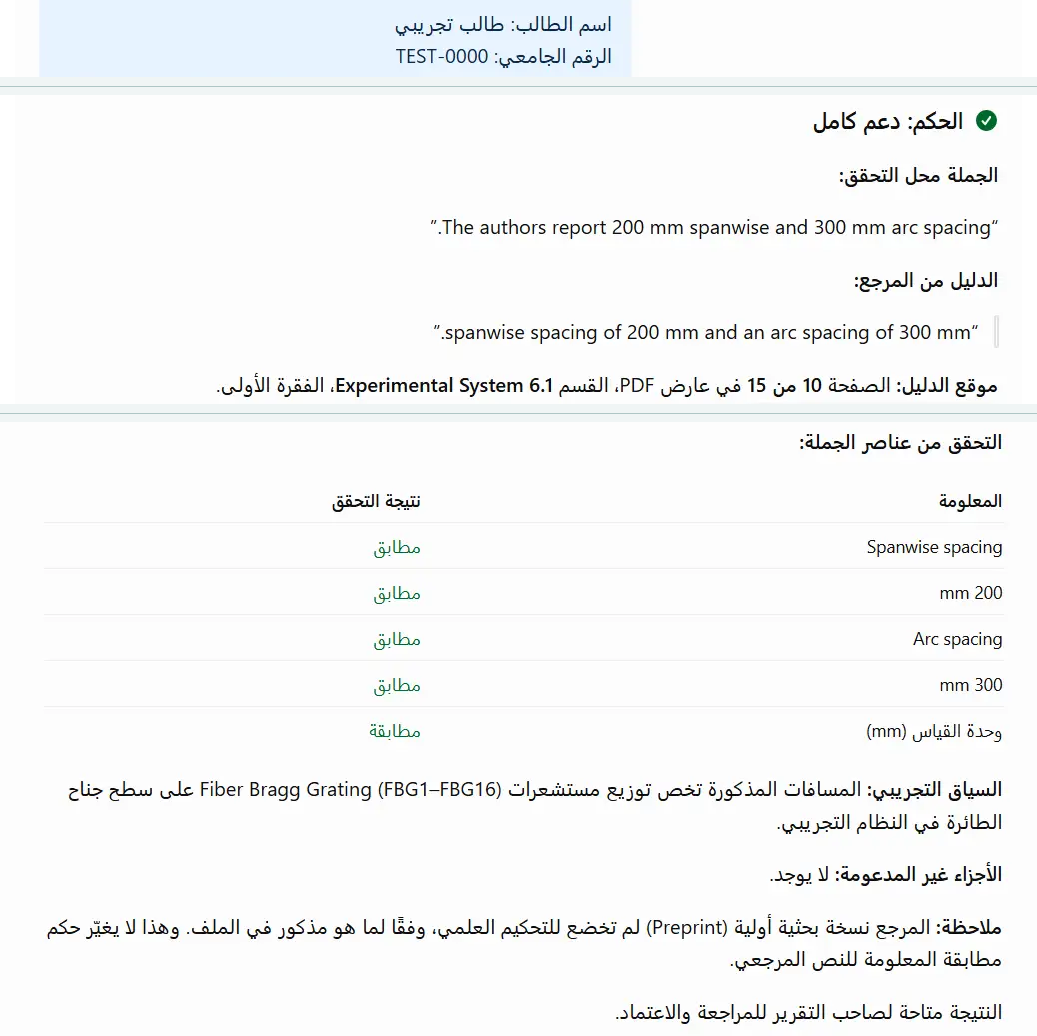 اسم الطالب: طالب تجريبي
الرقم الجامعي: TEST-0000
الحكم: دعم كامل
الجملة محل التحقق:
“The authors report 200 mm spanwise and 300 mm arc spacing.”
الدليل من المرجع:
“spanwise spacing of 200 mm and an arc spacing of 300 mm.”
موقع الدليل: الصفحة 10 من 15 في عارض PDF، القسم 6.1 Experimental System، الفقرة الأولى.
التحقق من عناصر الجملة:
المعلومة نتيجة التحقق
Spanwise spacing مطابق
200 mm مطابق
Arc spacing مطابق
300 mm مطابق
وحدة القياس (mm) مطابقة
السياق التجريبي: المسافات المذكورة تخص توزيع مستشعرات Fiber Bragg Grating (FBG1–FBG16) على سطح جناح
الطائرة في النظام التجريبي.
الأجزاء غير المدعومة: لا يوجد.
ملاحظة: المرجع نسخة بحثية أولية (Preprint) لم تخضع للتحكيم العلمي، وفقًا لما هو مذكور في الملف. وهذا لا يغيّر حكم
مطابقة المعلومة للنص المرجعي.
النتيجة متاحة لصاحب التقرير للمراجعة والاعتماد.